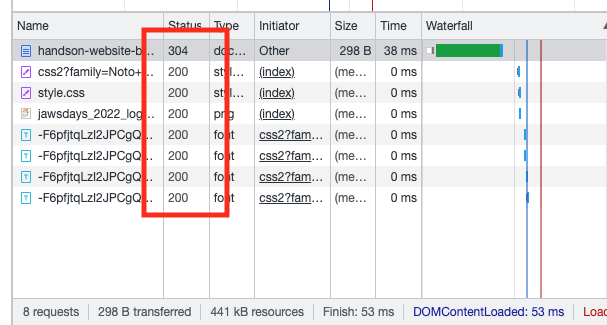 Name Status Type Initiator Size Time Waterfall
handson-website-b… 304 doc… Other 298 B 38 ms
css2?family=Noto+… 200 styl… (index) (me… 0 ms
style.css 200 styl… (index) (me… 0 ms
jawsdays_2022_log… 200 png (index) (me… 0 ms
-F6pfjtqLzI2JPCgQ… 200 font css2?fam… (me… 0 ms
-F6pfjtqLzI2JPCgQ… 200 font css2?fam… (me… 0 ms
-F6pfjtqLzI2JPCgQ… 200 font css2?fam… (me… 0 ms
-F6pfjtqLzI2JPCgQ… 200 font css2?fam… (me… 0 ms
8 requests 298 B transferred 441 kB resources Finish: 53 ms DOMContentLoaded: 53 ms Load